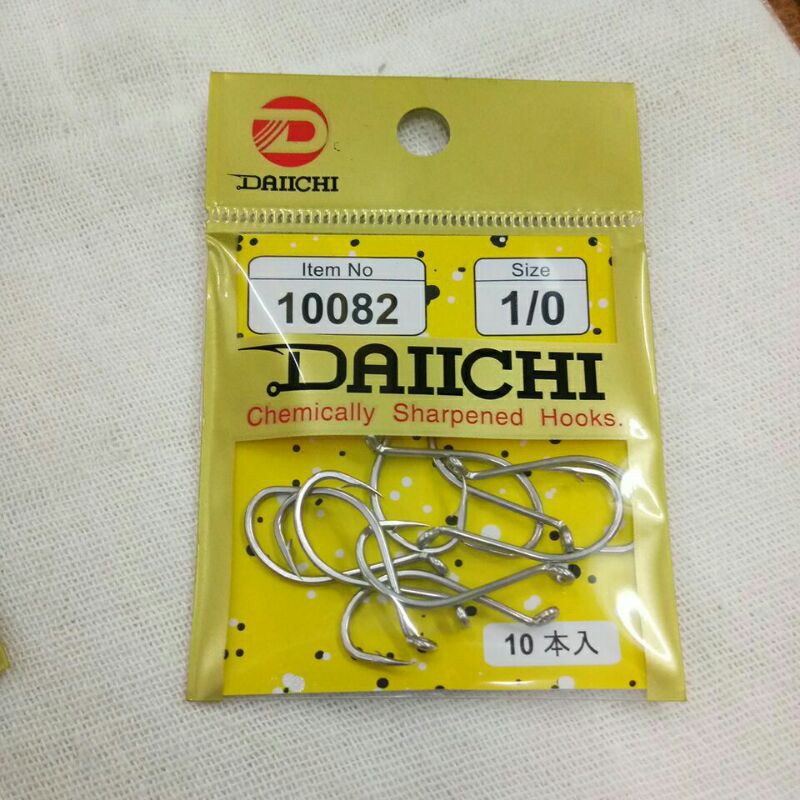 DAIICHI
Item No
10082
Size
1/0
DAIICHI
Chemically Sharpened Hooks.
10 本入